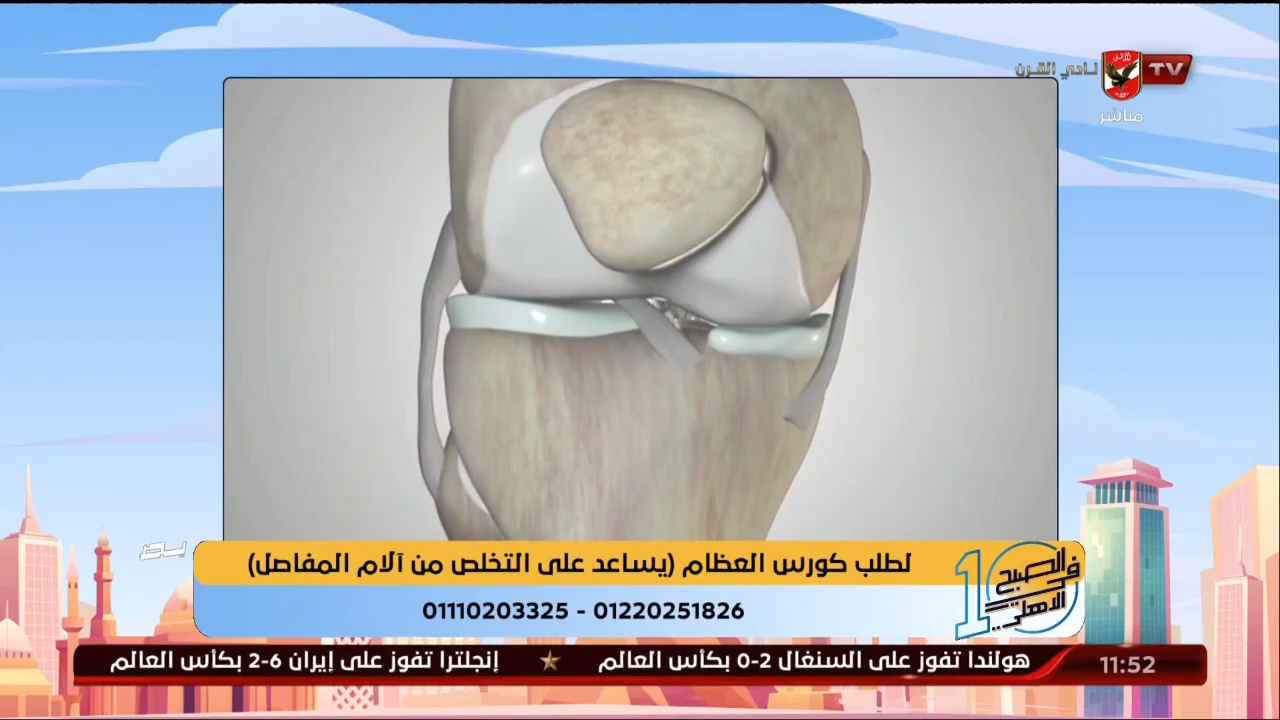 نادي القرن
TV
مباشر
لطلب كورس العظام (يساعد على التخلص من آلام المفاصل)
01110203325 - 01220251826
10
الصبح في الأهلي
هولندا تفوز على السنغال 2-0 بكأس العالم ★ إنجلترا تفوز على إيران 6-2 بكأس العالم
11:52